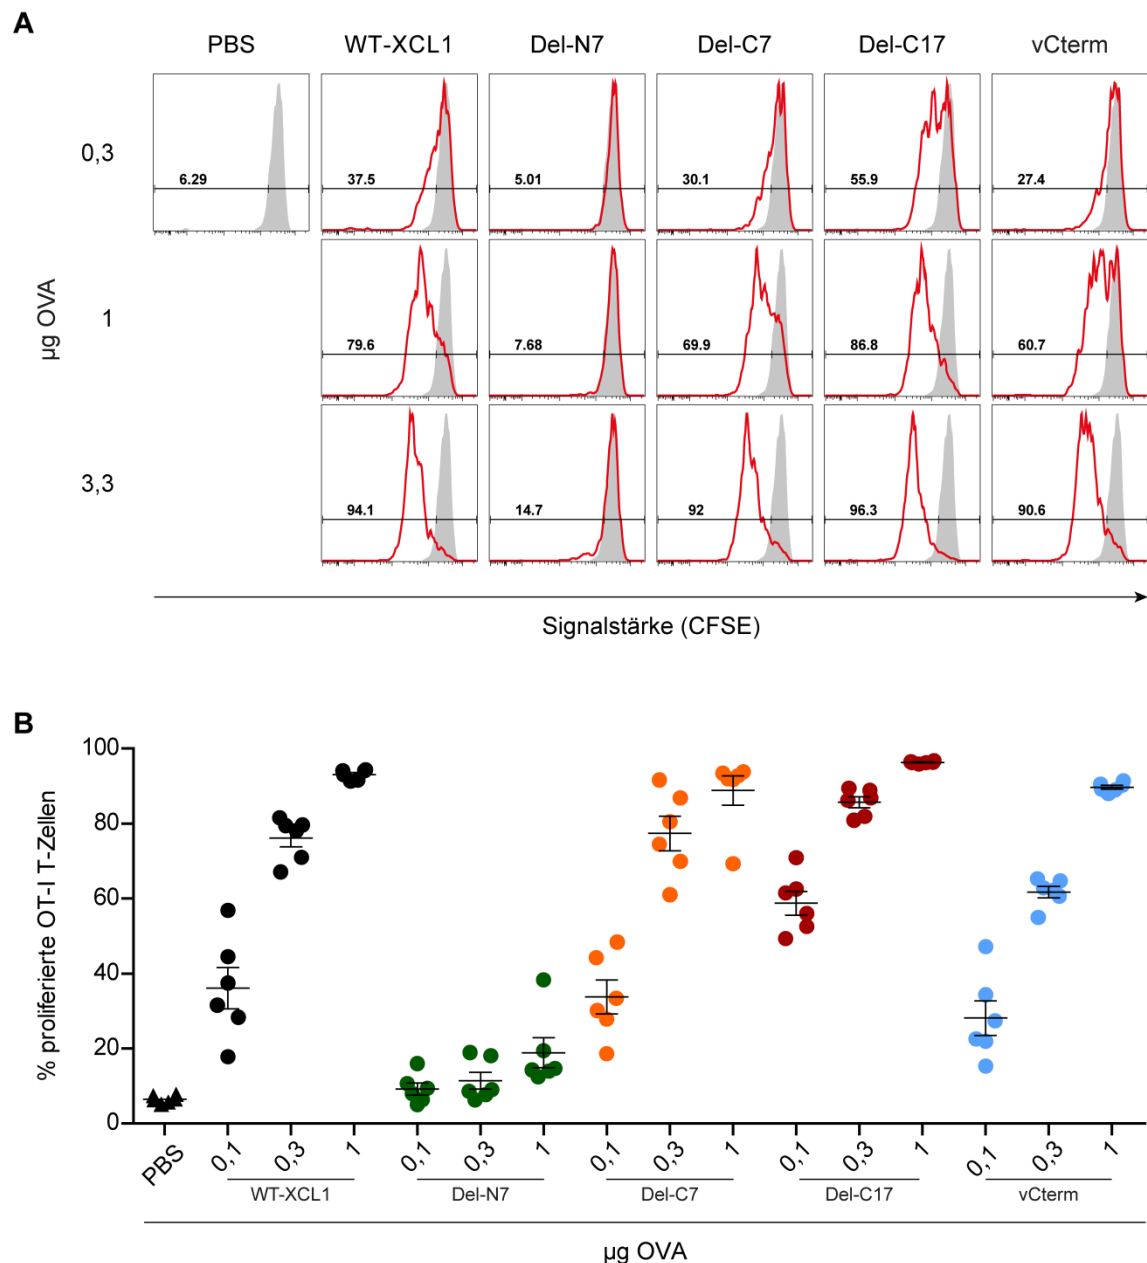 A
PBS WT-XCL1 Del-N7 Del-C7 Del-C17 vCterm
0,3
6.29 37.5 5.01 30.1 55.9 27.4
µg OVA
1
79.6 7.68 69.9 86.8 60.7
3,3
94.1 14.7 92 96.3 90.6
Signalstärke (CFSE)
B
% proliferierte OT-I T-Zellen
100
80
60
40
20
0
PBS 0,1 0,3 1 0,1 0,3 1 0,1 0,3 1 0,1 0,3 1 0,1 0,3 1
WT-XCL1 Del-N7 Del-C7 Del-C17 vCterm
µg OVA